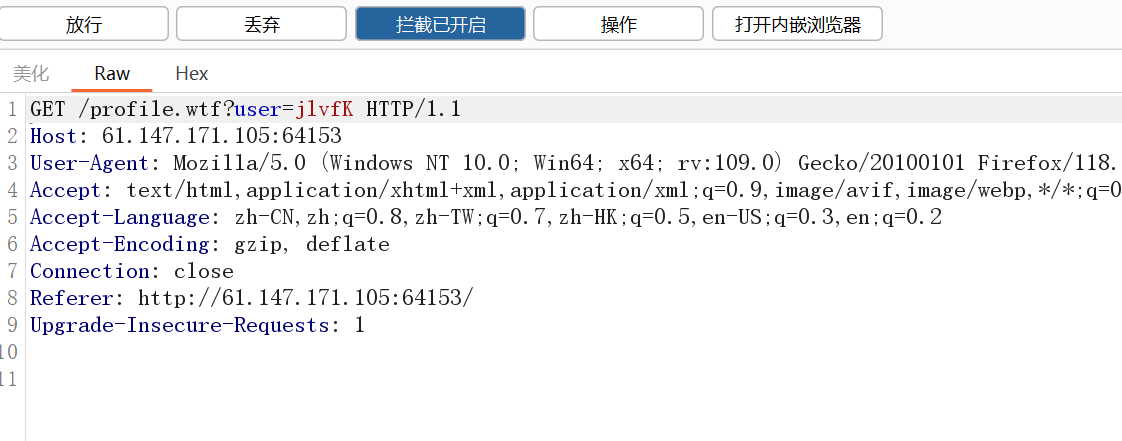 放行 丢弃 拦截已开启 操作 打开内嵌浏览器
美化 Raw Hex
1 GET /profile.wtf?user=jlvfK HTTP/1.1
2 Host: 61.147.171.105:64153
3 User-Agent: Mozilla/5.0 (Windows NT 10.0; Win64; x64; rv:109.0) Gecko/20100101 Firefox/118.
4 Accept: text/html,application/xhtml+xml,application/xml;q=0.9,image/avif,image/webp,*/*;q=0
5 Accept-Language: zh-CN,zh;q=0.8,zh-TW;q=0.7,zh-HK;q=0.5,en-US;q=0.3,en;q=0.2
6 Accept-Encoding: gzip, deflate
7 Connection: close
8 Referer: http://61.147.171.105:64153/
9 Upgrade-Insecure-Requests: 1
10
11